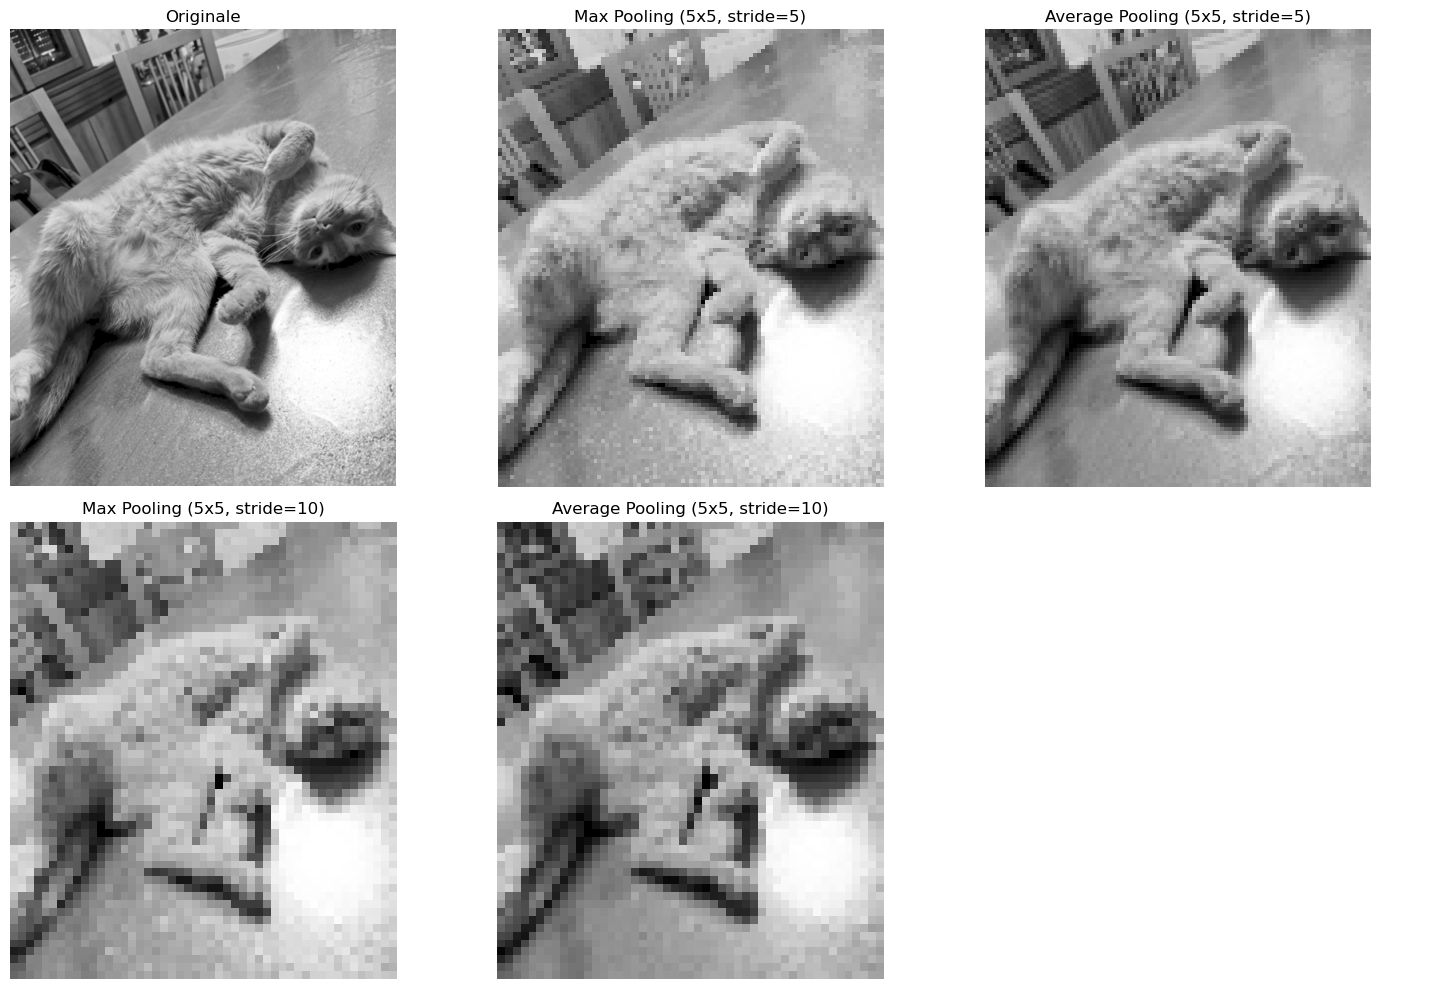 Originale
Max Pooling (5x5, stride=5)
Average Pooling (5x5, stride=5)
Max Pooling (5x5, stride=10)
Average Pooling (5x5, stride=10)